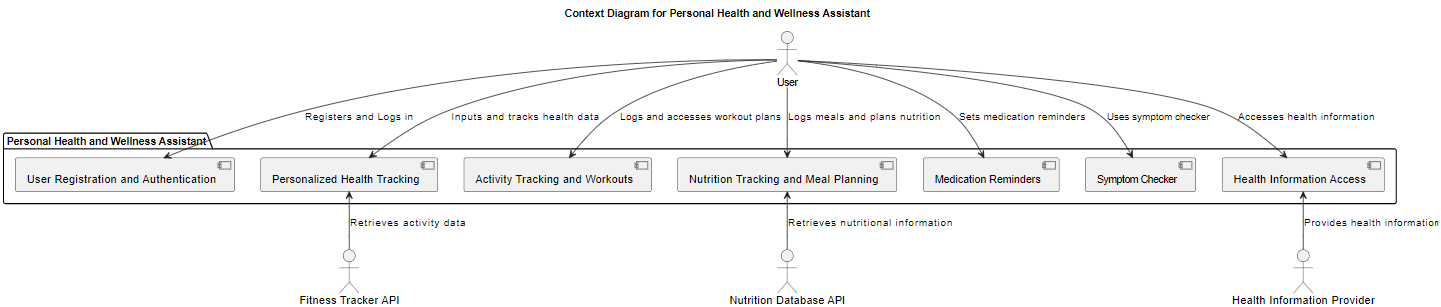 Context Diagram for Personal Health and Wellness Assistant
User
Registers and Logs in
Inputs and tracks health data
Logs and accesses workout plans
Logs meals and plans nutrition
Sets medication reminders
Uses symptom checker
Accesses health information
Personal Health and Wellness Assistant
User Registration and Authentication
Personalized Health Tracking
Activity Tracking and Workouts
Nutrition Tracking and Meal Planning
Medication Reminders
Symptom Checker
Health Information Access
Retrieves activity data
Retrieves nutritional information
Provides health information
Fitness Tracker API
Nutrition Database API
Health Information Provider